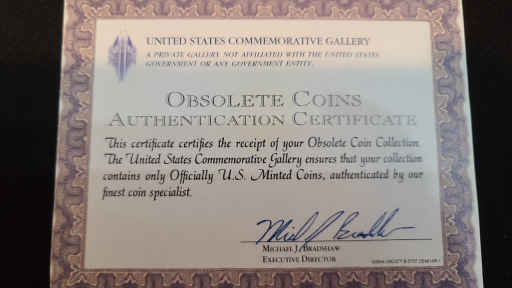 UNITED STATES COMMEMORATIVE GALLERY
A PRIVATE GALLERY NOT AFFILIATED WITH THE UNITED STATES
GOVERNMENT OR ANY GOVERNMENT ENTITY.
OBSOLETE COINS
AUTHENTICATION CERTIFICATE
This certificate certifies the receipt of your Obsolete Coin Collection.
The United States Commemorative Gallery ensures that your collection
contains only Officially U.S. Minted Coins, authenticated by our
finest coin specialist.
MICHAEL J. BRADSHAW
EXECUTIVE DIRECTOR